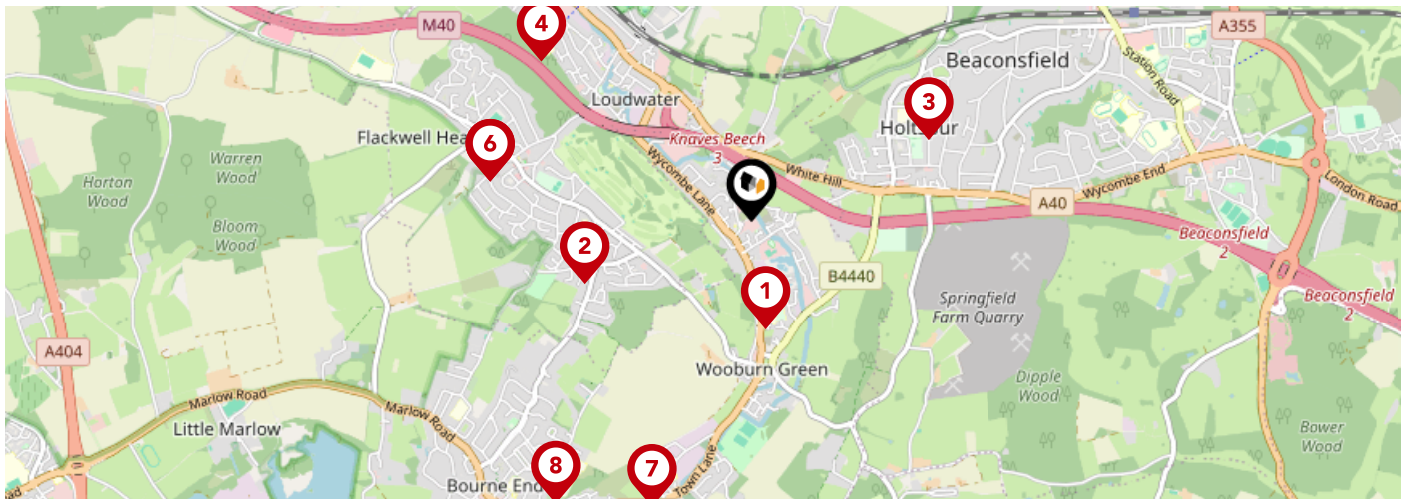 M40
4
A355
Beaconsfield
Station Road
Loudwater
3
Flackwell Hea
6
Knaves Beech
3
Warren
Wood
Wycombe Lane
White Hill
Wycombe End
London Road
Horton
Wood
A40
Bloom
Wood
Beaconsfield
2
2
B4440
1
Springfield
Farm Quarry
Beaconsfield
2
A404
Wooburn Green
Dipple
Wood
Marlow Road
Marlow Road
Little Marlow
Bower
Wood
8
7
Town Lane
Bourne End